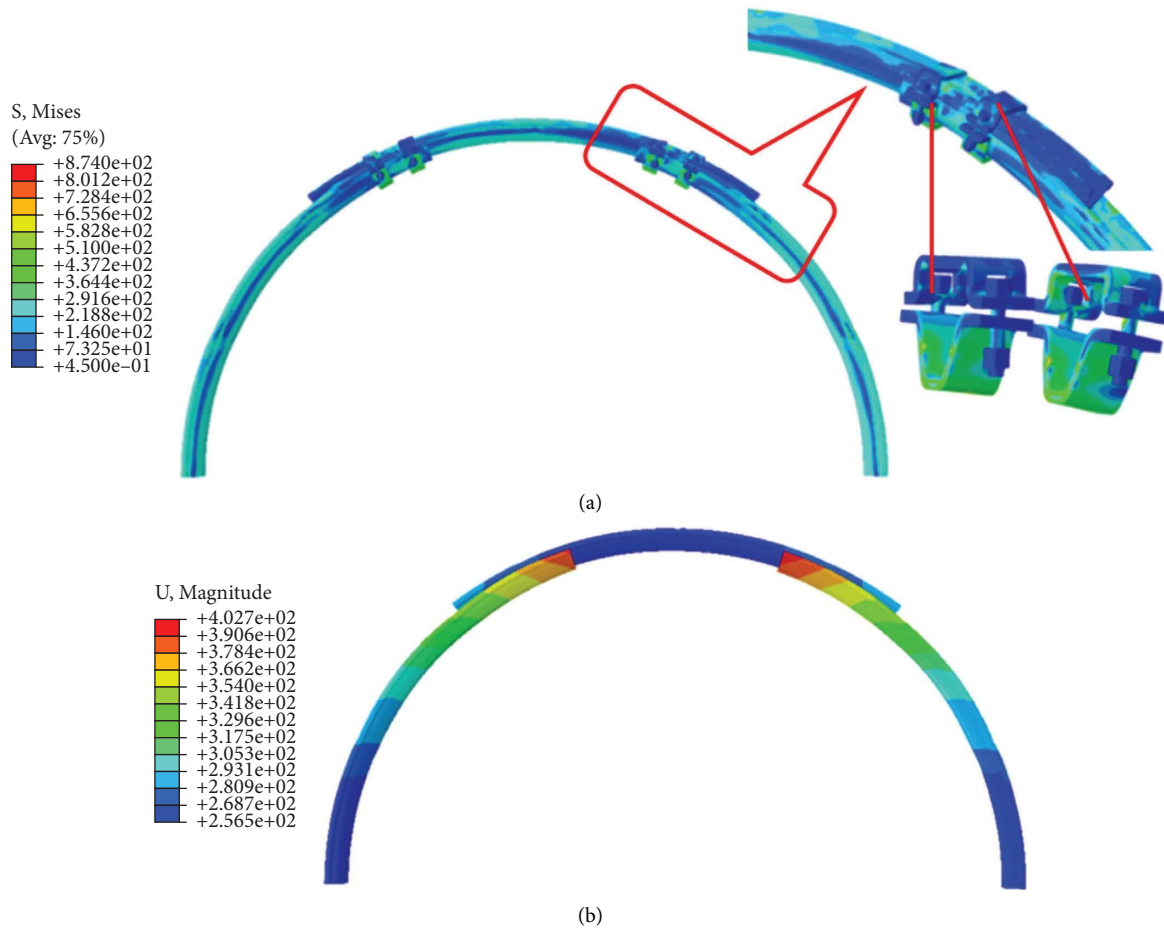 S, Mises
(Avg: 75%)
+8.740e+02
+8.012e+02
+7.284e+02
+6.556e+02
+5.828e+02
+5.100e+02
+4.372e+02
+3.644e+02
+2.916e+02
+2.188e+02
+1.460e+02
+7.325e+01
+4.500e−01
(a)
U, Magnitude
+4.027e+02
+3.906e+02
+3.784e+02
+3.662e+02
+3.540e+02
+3.418e+02
+3.296e+02
+3.175e+02
+3.053e+02
+2.931e+02
+2.809e+02
+2.687e+02
+2.565e+02
(b)